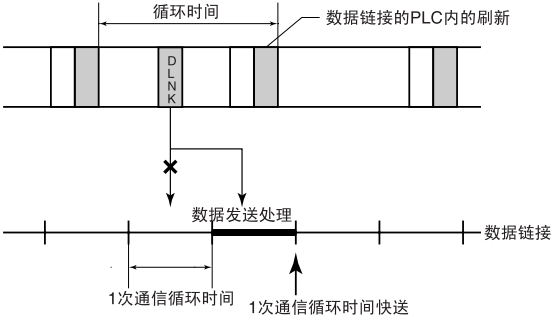 循环时间
数据链接的PLC内的刷新
DLNK
数据发送处理
数据链接
1次通信循环时间
1次通信循环时间快送